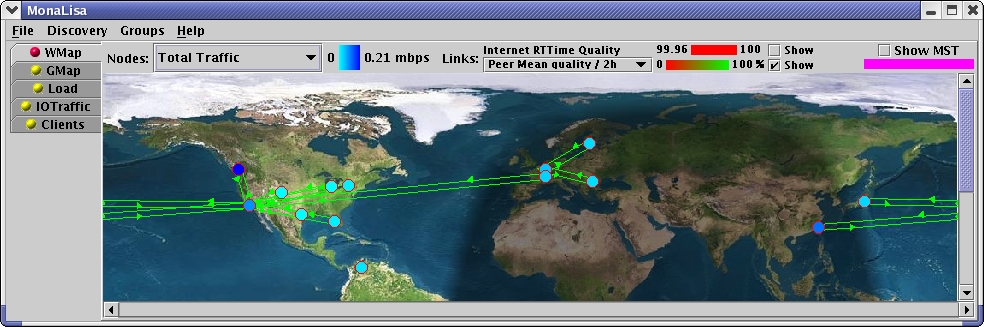 MonaLisa
File Discovery Groups Help
WMap
GMap
Load
IOTraffic
Clients
Nodes: Total Traffic 0 0.21 mbps
Links: Internet RTTime Quality 99.96 100 Show
Peer Mean quality / 2h 0 100 % Show
Show MST